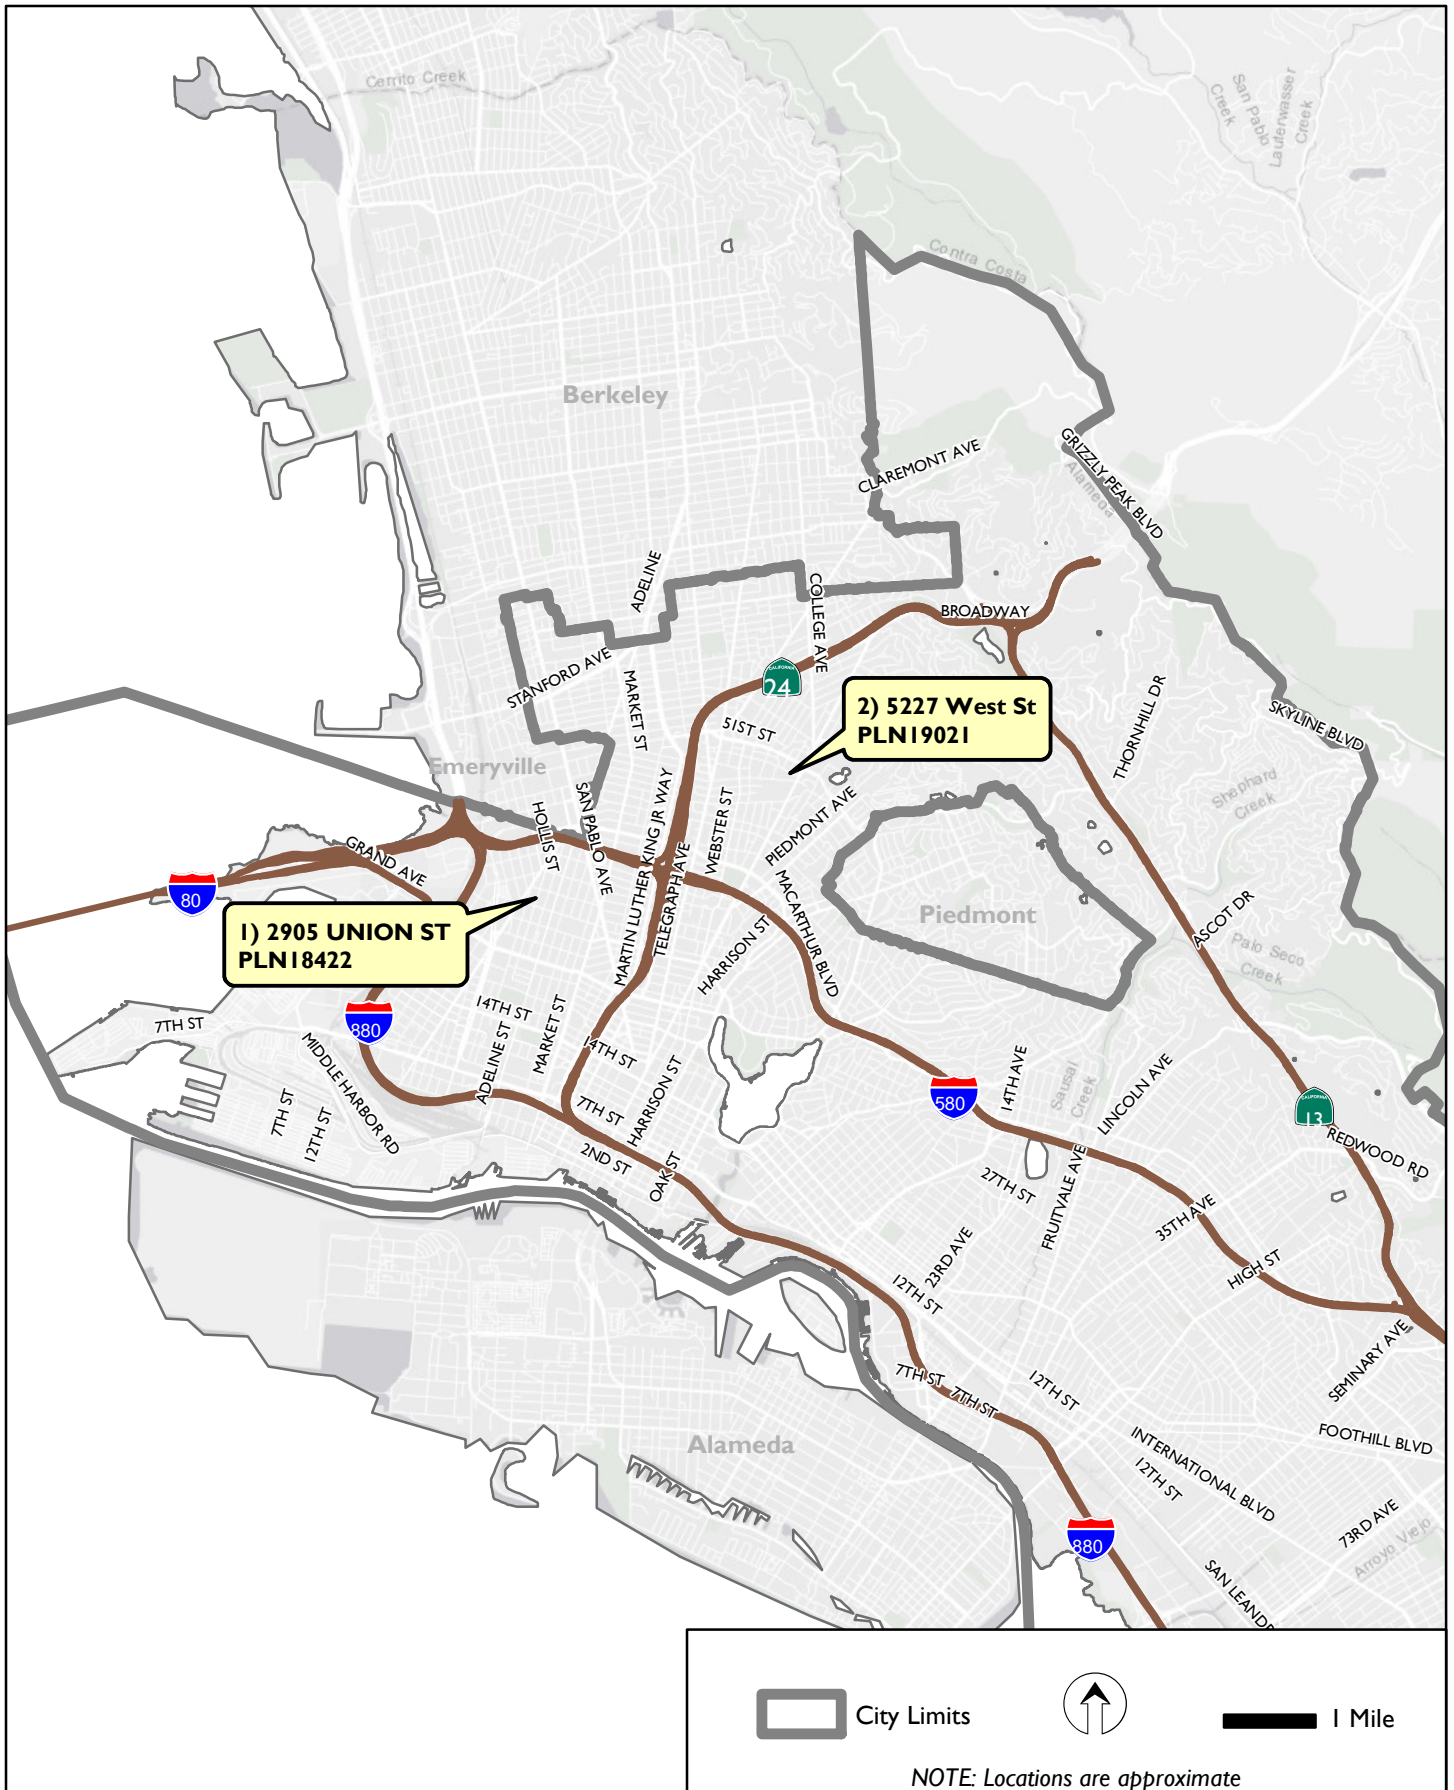 Cerrito Creek
San Pablo
Creek
Lauterwasser
Creek
Contra Costa
Berkeley
CLAREMONT AVE
GRIZZLY PEAK BLVD
Alameda
ADELINE
COLLEGE AVE
BROADWAY
STANFORD AVE
MARKET ST
CALIFORNIA
24
51ST ST
2) 5227 West St
PLN19021
THORNHILL DR
SKYLINE BLVD
Shephard
Creek
Emeryville
HOLLIS ST
SAN PABLO AVE
MARTIN LUTHER KING JR WAY
TELEGRAPH AVE
WEBSTER ST
PIEDMONT AVE
GRAND AVE
80
MACARTHUR BLVD
HARRISON ST
Piedmont
ASCOT DR
Palo Seco
Creek
1) 2905 UNION ST
PLN18422
7TH ST
880
MIDDLE HARBOR RD
14TH ST
ADELINE ST
MARKET ST
14TH ST
HARRISON ST
7TH ST
7TH ST
12TH ST
2ND ST
OAK ST
580
14TH AVE
Sausal
Creek
LINCOLN AVE
CALIFORNIA
13
REDWOOD RD
27TH ST
FRUITVALE AVE
35TH AVE
HIGH ST
23RD AVE
12TH ST
SEMINARY AVE
7TH ST
7TH ST
12TH ST
FOOTHILL BLVD
INTERNATIONAL BLVD
12TH ST
Alameda
73RD AVE
Arroyo Viejo
880
SAN LEANDR
City Limits
1 Mile
NOTE: Locations are approximate